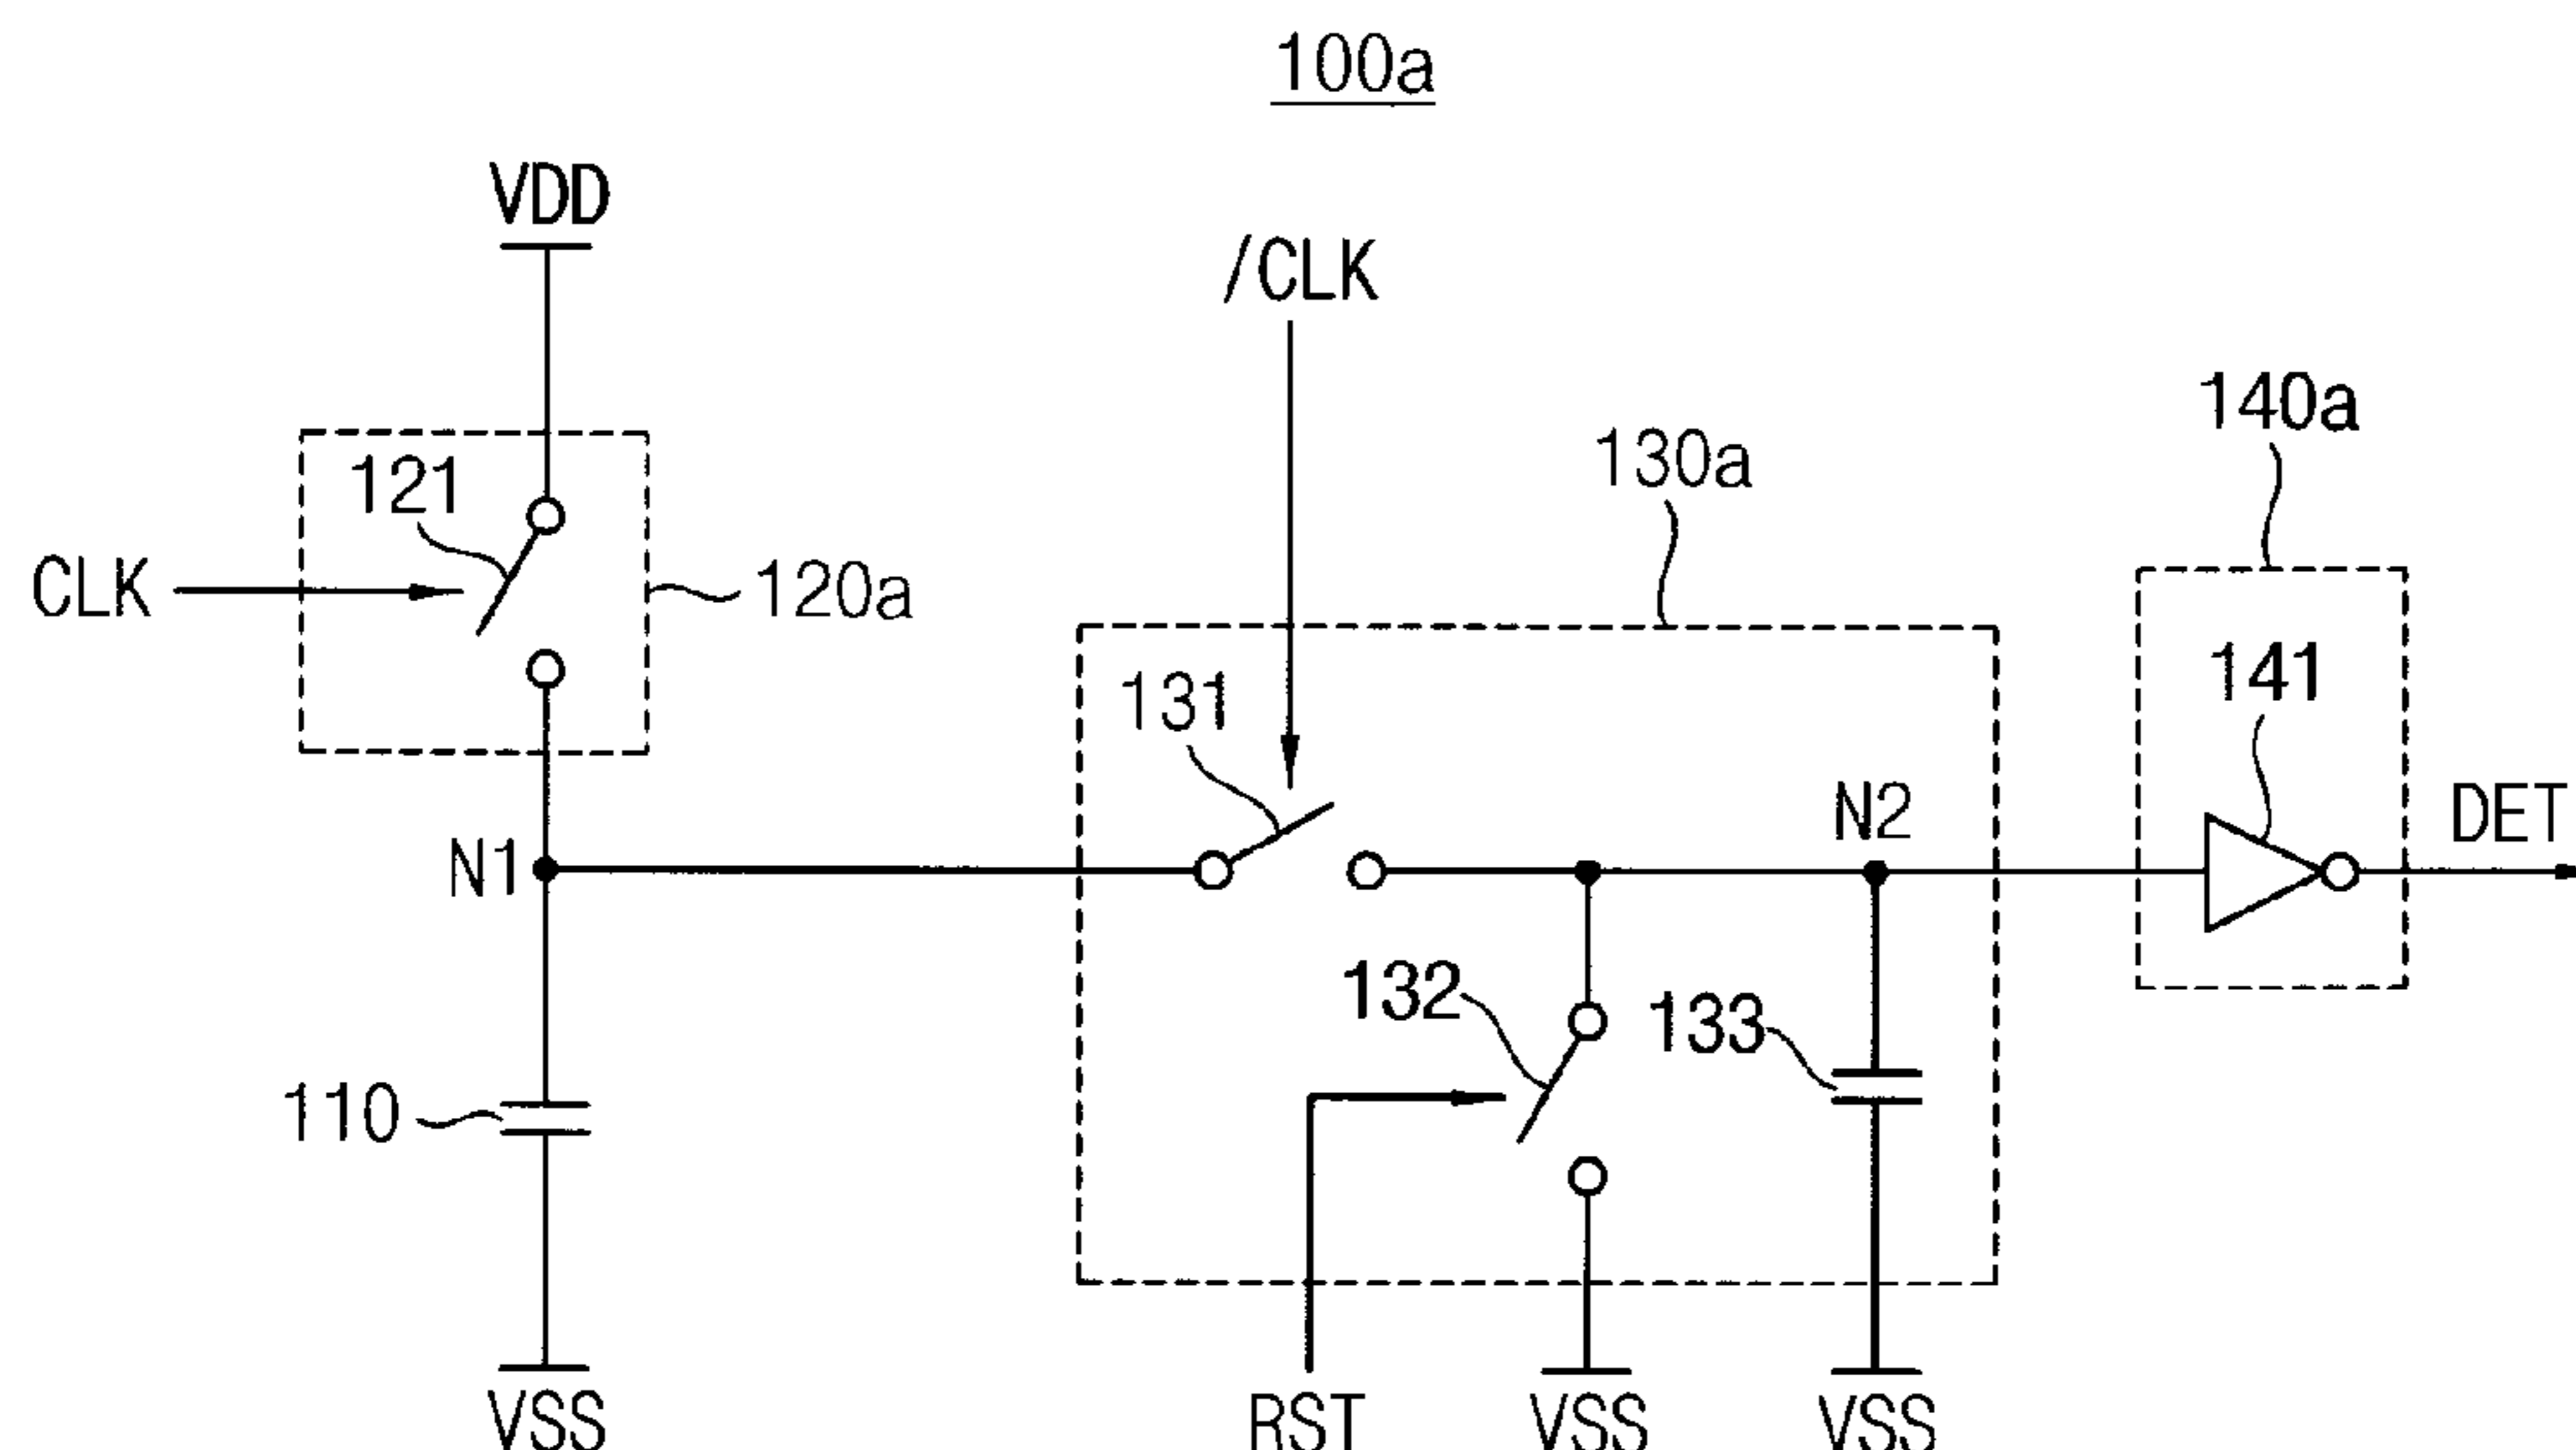 100a
VDD
/CLK
140a
130a
121
CLK
120a
141
131
N2
DET
N1
132
133
110
VSS
RST
VSS
VSS